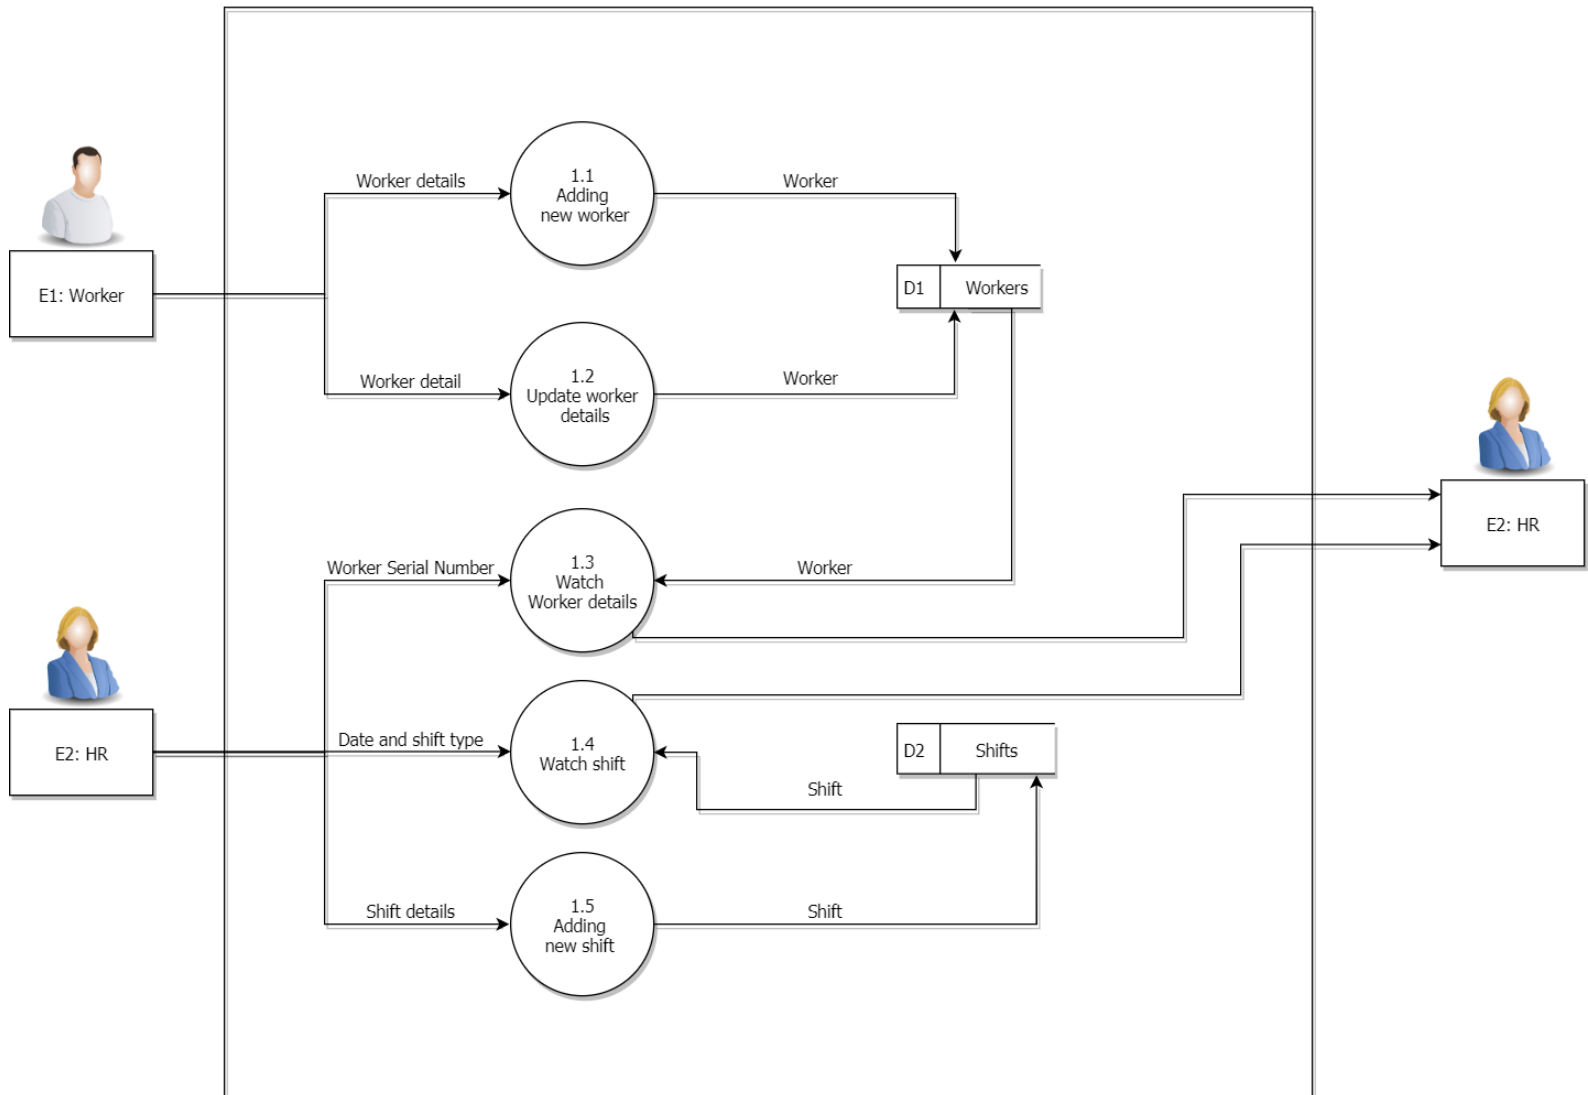 1.1
Adding
new worker
Worker details
Worker
E1: Worker
D1
Workers
1.2
Update worker
details
Worker detail
Worker
E2: HR
1.3
Watch
Worker details
Worker Serial Number
Worker
E2: HR
Date and shift type
1.4
Watch shift
D2
Shifts
Shift
1.5
Adding
new shift
Shift details
Shift